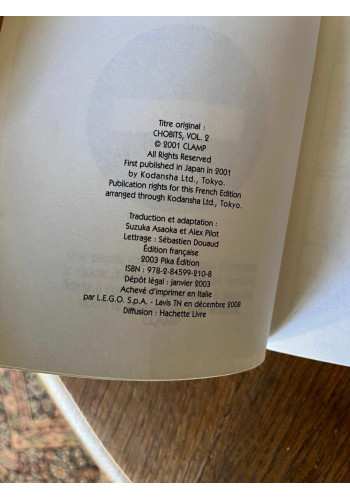 Titre original :
CHOBITS, VOL. 2
© 2001 CLAMP
All Rights Reserved
First published in Japan in 2001
by Kodansha Ltd., Tokyo.
Publication rights for this French Edition
arranged through Kodansha Ltd., Tokyo.
Traduction et adaptation :
Suzuka Asaoka et Alex Pilot
Lettrage : Sébastien Douaud
Édition française
2003 Pika Édition
ISBN : 978-2-84599-210-8
Dépôt légal : janvier 2003
Achevé d'imprimer en Italie
par L.E.G.O. S.p.A. - Lavis TN en décembre 2008
Diffusion : Hachette Livre